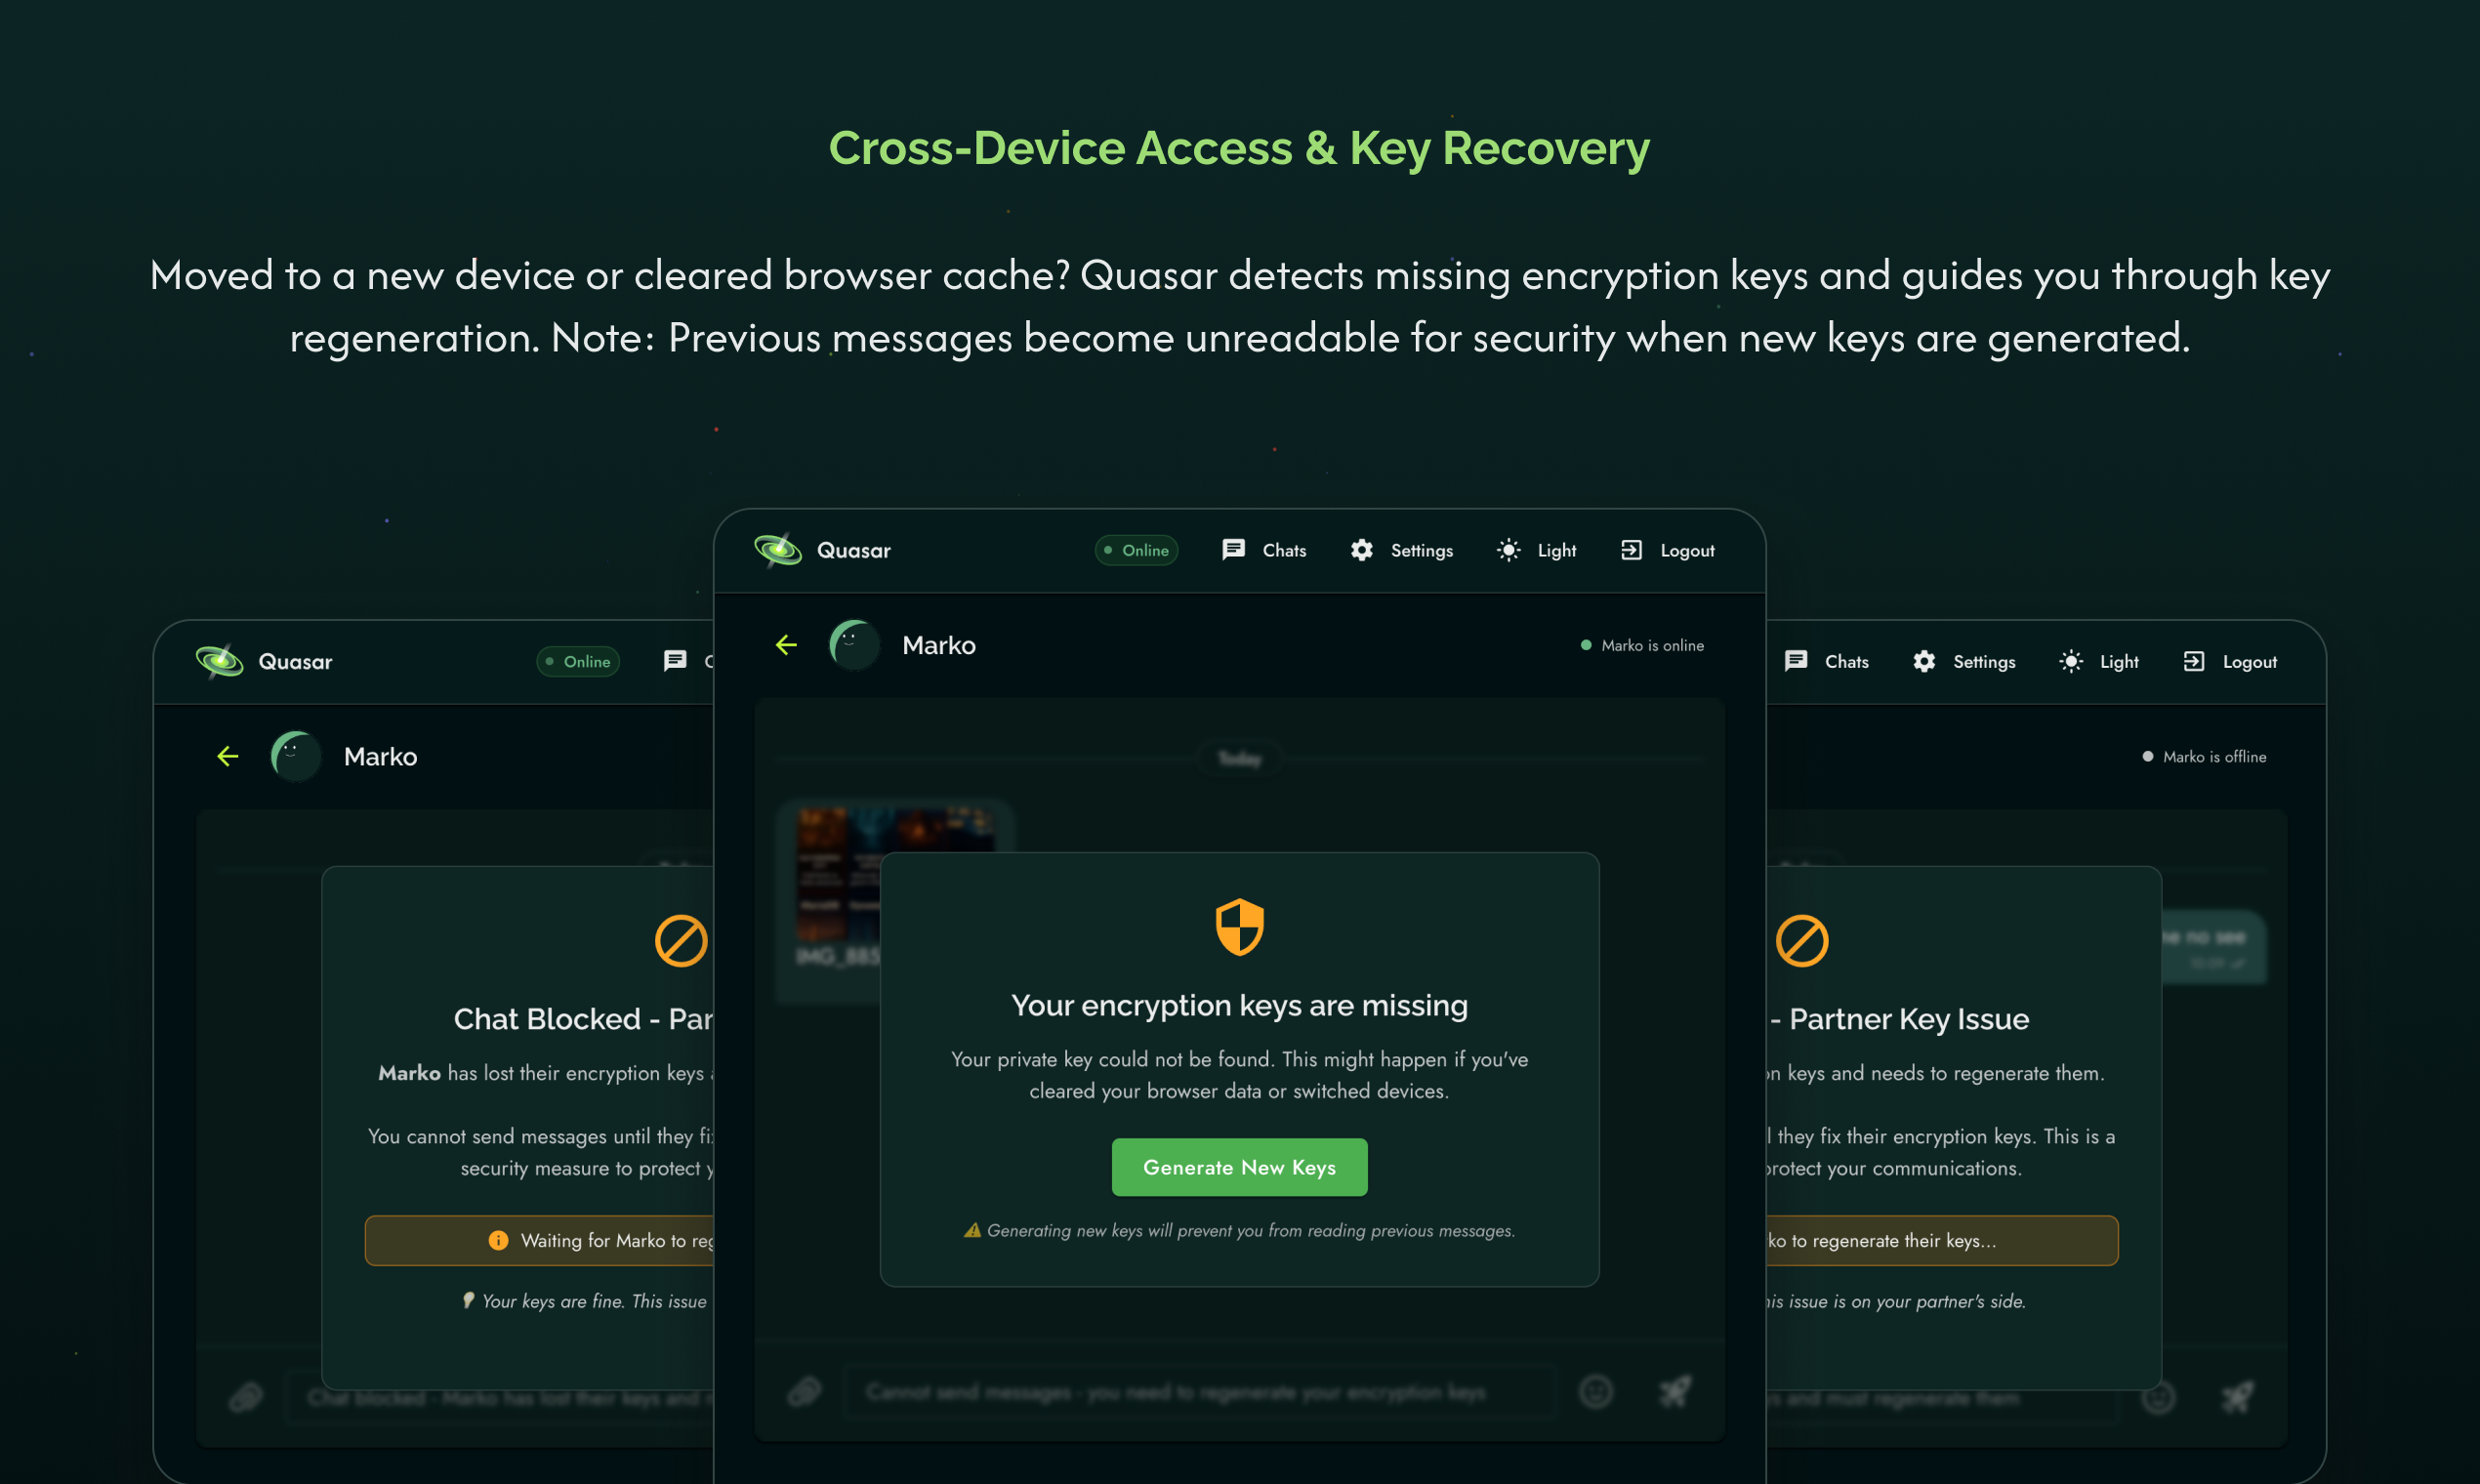 Cross-Device Access & Key Recovery
Moved to a new device or cleared browser cache? Quasar detects missing encryption keys and guides you through key
regeneration. Note: Previous messages become unreadable for security when new keys are generated.
Quasar
Online
Marko
Chat Blocked - Par
Marko has lost their encryption keys
You cannot send messages until they fi
security measure to protect
Waiting for Marko to reg
Your keys are fine. This issue
Chat blocked - Marko has lost their keys and
Quasar
Online
Chats
Settings
Light
Logout
Marko
Marko is online
Today
IMG_885
Your encryption keys are missing
Your private key could not be found. This might happen if you've
cleared your browser data or switched devices.
Generate New Keys
Generating new keys will prevent you from reading previous messages.
Cannot send messages - you need to regenerate your encryption keys
Chats
Settings
Light
Logout
Marko is offline
no see
- Partner Key Issue
keys and needs to regenerate them.
they fix their encryption keys. This is a
protect your communications.
ko to regenerate their keys...
issue is on your partner's side.
and must regenerate them